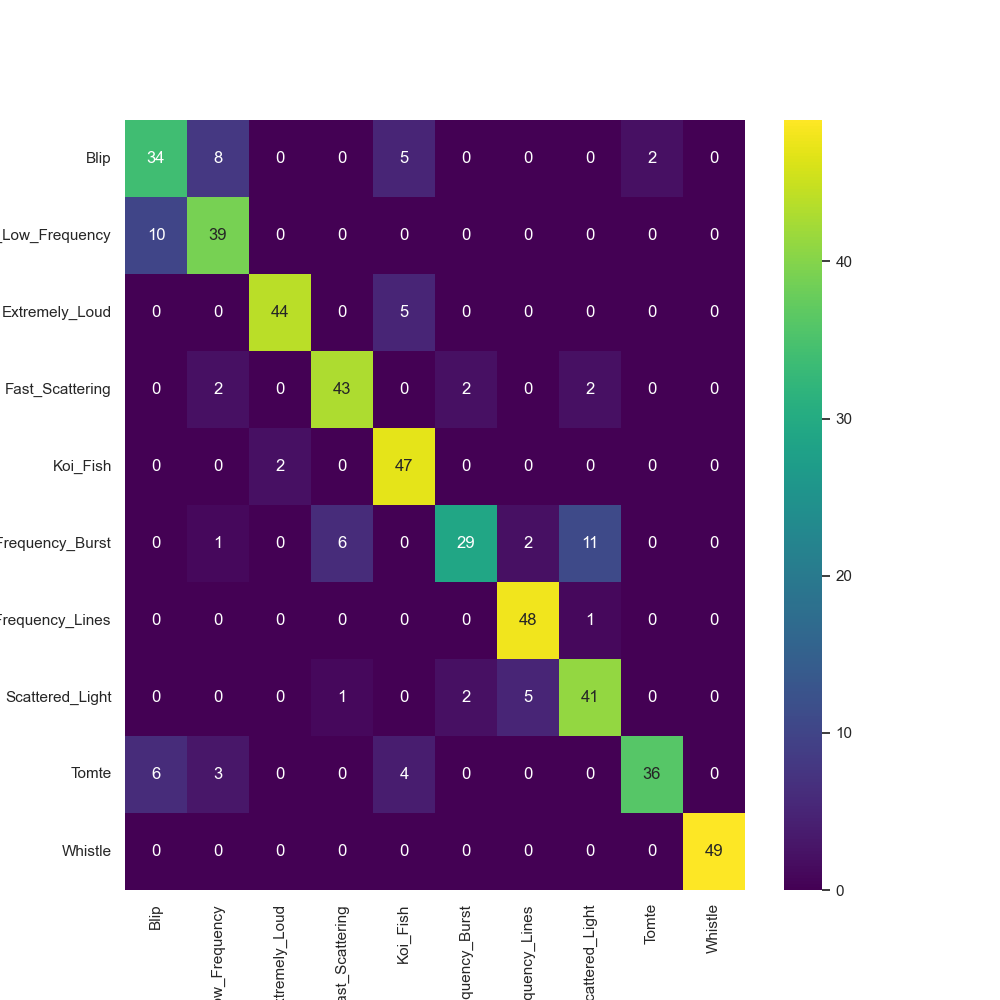 Blip 34 8 0 0 5 0 0 0 2 0
_Low_Frequency 10 39 0 0 0 0 0 0 0 0
40
Extremely_Loud 0 0 44 0 5 0 0 0 0 0
Fast_Scattering 0 2 0 43 0 2 0 2 0 0
30
Koi_Fish 0 0 2 0 47 0 0 0 0 0
Frequency_Burst 0 1 0 6 0 29 2 11 0 0
20
Frequency_Lines 0 0 0 0 0 0 48 1 0 0
Scattered_Light 0 0 0 1 0 2 5 41 0 0
10
Tomte 6 3 0 0 4 0 0 0 36 0
Whistle 0 0 0 0 0 0 0 0 0 49
0
Blip
ow_Frequency
tremely_Loud
ast_Scattering
Koi_Fish
quency_Burst
quency_Lines
cattered_Light
Tomte
Whistle